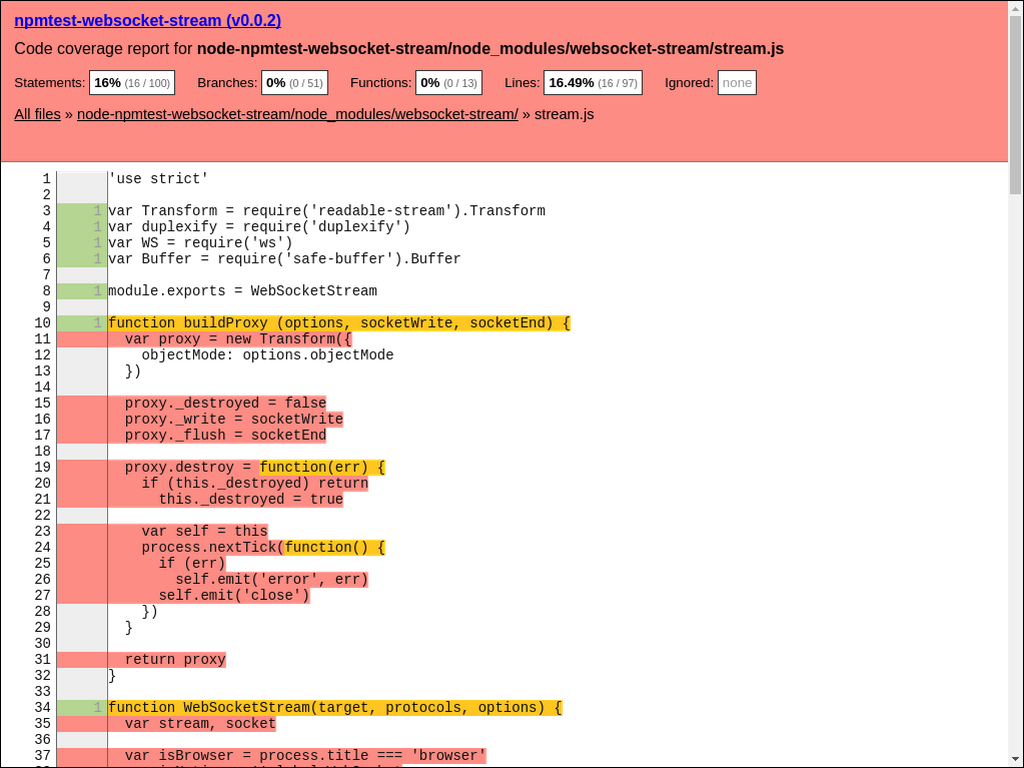 npmtest-websocket-stream (v0.0.2)
Code coverage report for node-npmtest-websocket-stream/node_modules/websocket-stream/stream.js
Statements: 16% (16 / 100) Branches: 0% (0 / 51) Functions: 0% (0 / 13) Lines: 16.49% (16 / 97) Ignored: none
All files » node-npmtest-websocket-stream/node_modules/websocket-stream/ » stream.js
1 'use strict'
2
3 1 var Transform = require('readable-stream').Transform
4 1 var duplexify = require('duplexify')
5 1 var WS = require('ws')
6 1 var Buffer = require('safe-buffer').Buffer
7
8 1 module.exports = WebSocketStream
9
10 1 function buildProxy (options, socketWrite, socketEnd) {
11   var proxy = new Transform({
12     objectMode: options.objectMode
13   })
14
15   proxy._destroyed = false
16   proxy._write = socketWrite
17   proxy._flush = socketEnd
18
19   proxy.destroy = function(err) {
20     if (this._destroyed) return
21       this._destroyed = true
22
23     var self = this
24     process.nextTick(function() {
25       if (err)
26         self.emit('error', err)
27       self.emit('close')
28     })
29   }
30
31   return proxy
32 }
33
34 1 function WebSocketStream(target, protocols, options) {
35   var stream, socket
36
37   var isBrowser = process.title === 'browser'